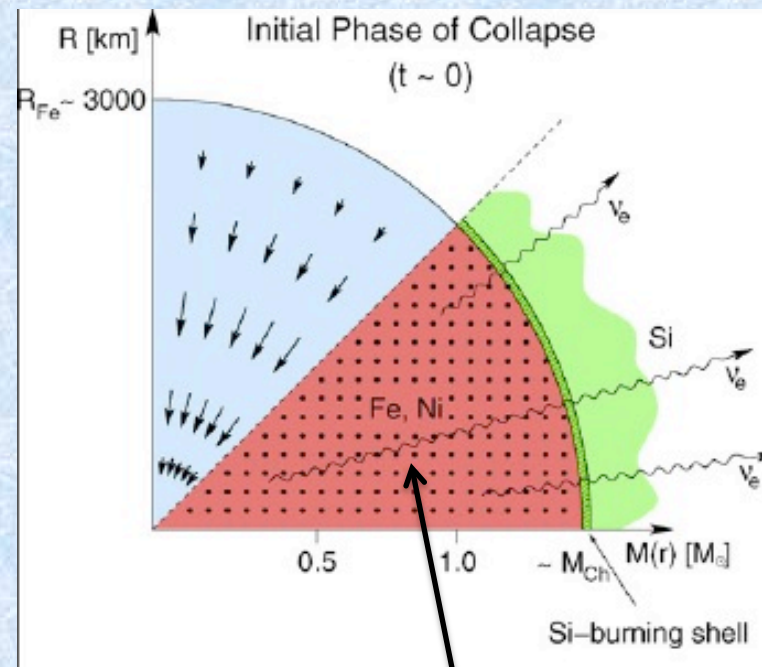 Initial Phase of Collapse
(t ~ 0)
R [km]
R_Fe ~ 3000
ν_e
Si
ν_e
Fe, Ni
ν_e
0.5
1.0
~ M_Ch
M(r) [M_☉]
Si–burning shell